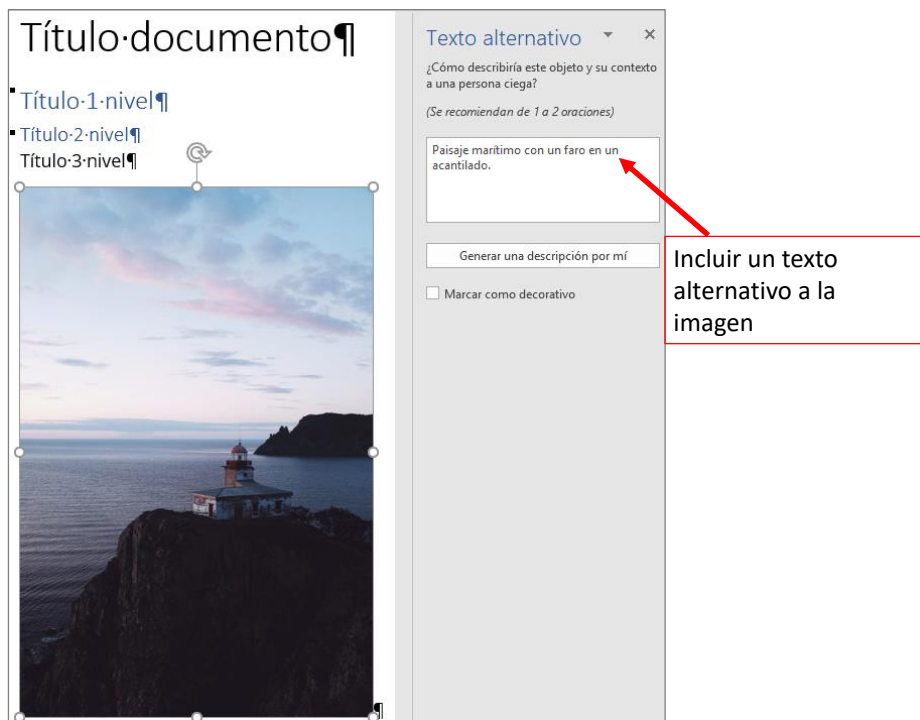 Título·documento¶
Título·1·nivel¶
Título·2·nivel¶
Título·3·nivel¶
¶
Texto alternativo
¿Cómo describiría este objeto y su contexto
a una persona ciega?
(Se recomiendan de 1 a 2 oraciones)
Paisaje marítimo con un faro en un
acantilado.
Generar una descripción por mí
Marcar como decorativo
Incluir un texto
alternativo a la
imagen